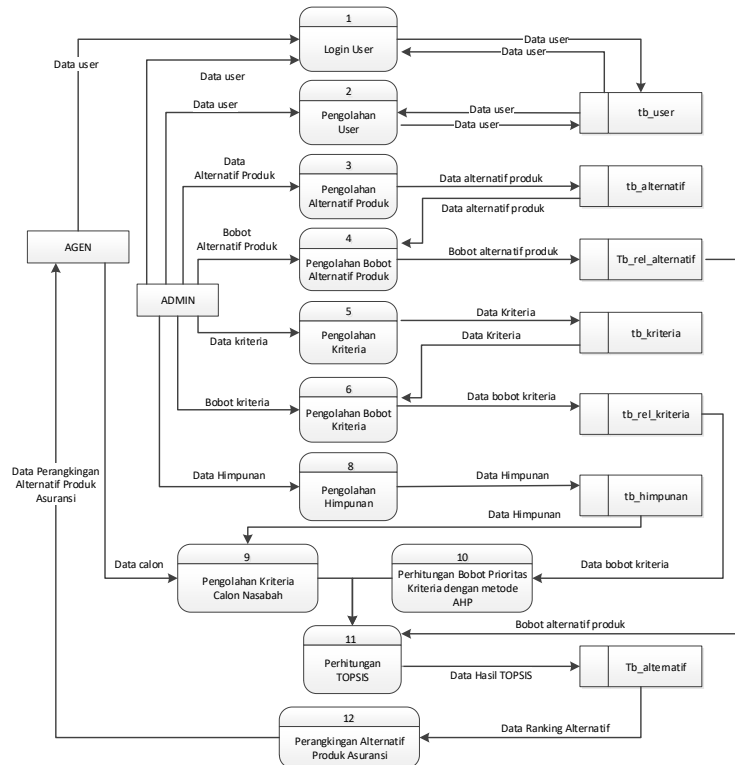 1
Login User
Data user
Data user
Data user
Data user
2
Pengolahan
User
Data user
Data user
Data user
tb_user
Data
Alternatif Produk
3
Pengolahan
Alternatif Produk
Data alternatif produk
Data alternatif produk
tb_alternatif
Bobot
Alternatif Produk
4
Pengolahan Bobot
Alternatif Produk
Bobot alternatif produk
Tb_rel_alternatif
AGEN
ADMIN
5
Pengolahan
Kriteria
Data kriteria
Data Kriteria
Data Kriteria
tb_kriteria
6
Pengolahan Bobot
Kriteria
Bobot kriteria
Data bobot kriteria
tb_rel_kriteria
Data Perangkingan
Alternatif Produk
Asuransi
8
Pengolahan
Himpunan
Data Himpunan
Data Himpunan
tb_himpunan
Data Himpunan
9
Pengolahan Kriteria
Calon Nasabah
Data calon
10
Perhitungan Bobot Prioritas
Kriteria dengan metode
AHP
Data bobot kriteria
Bobot alternatif produk
11
Perhitungan
TOPSIS
Data Hasil TOPSIS
Tb_alternatif
12
Perangkingan Alternatif
Produk Asuransi
Data Ranking Alternatif